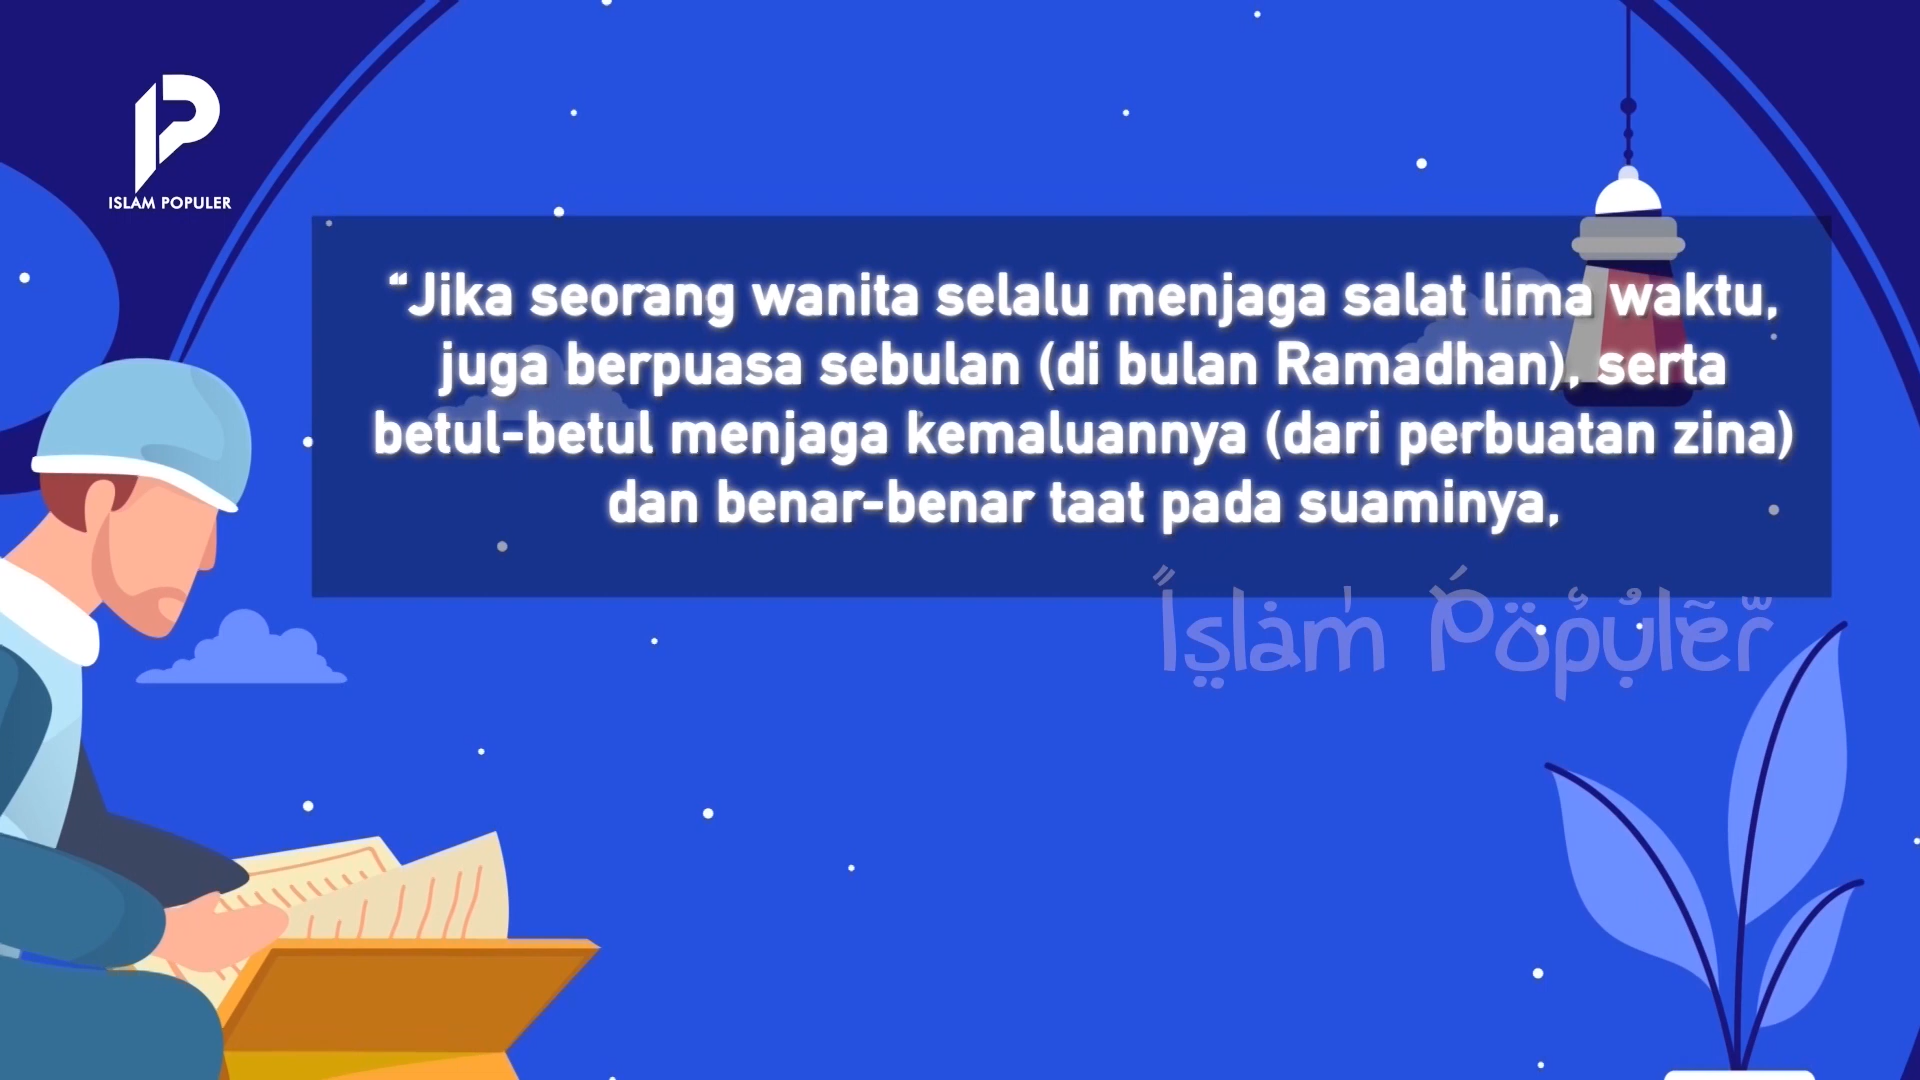 ISLAM POPULER
“Jika seorang wanita selalu menjaga salat lima waktu,
juga berpuasa sebulan (di bulan Ramadhan), serta
betul-betul menjaga kemaluannya (dari perbuatan zina)
dan benar-benar taat pada suaminya,
Islam Populer